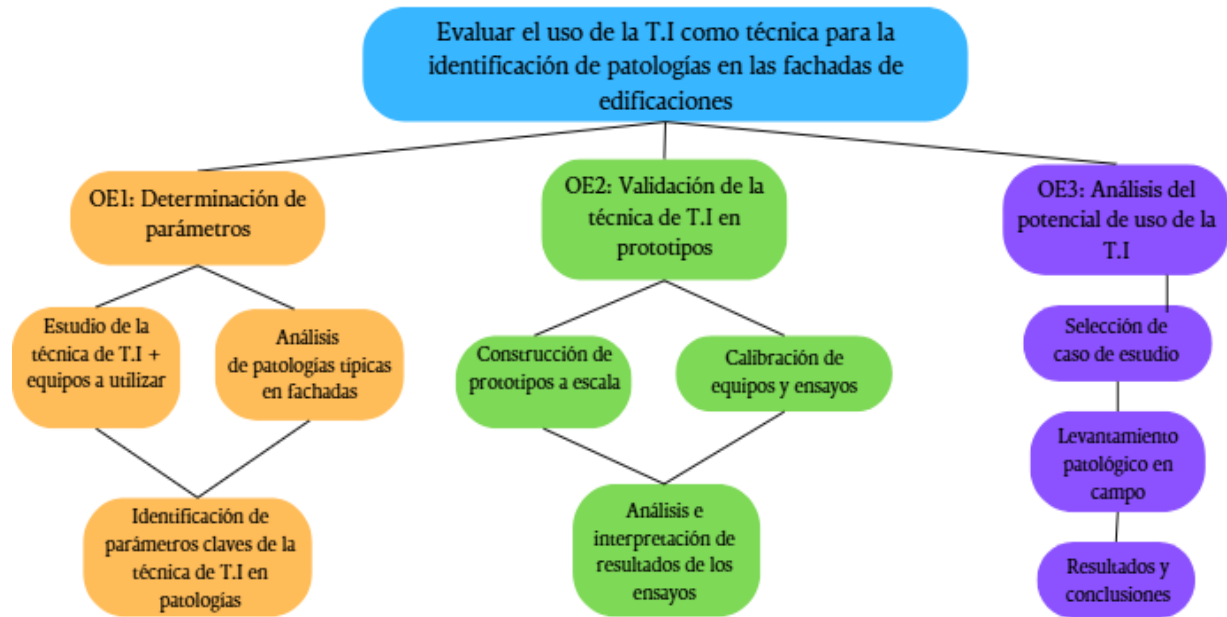 Evaluar el uso de la T.I como técnica para la
identificación de patologías en las fachadas de
edificaciones
OE1: Determinación de
parámetros
Estudio de la
técnica de T.I +
equipos a utilizar
Análisis
de patologías típicas
en fachadas
Identificación de
parámetros claves de la
técnica de T.I en
patologías
OE2: Validación de la
técnica de T.I en
prototipos
Construcción de
prototipos a escala
Calibración de
equipos y ensayos
Análisis e
interpretación de
resultados de los
ensayos
OE3: Análisis del
potencial de uso de la
T.I
Selección de
caso de estudio
Levantamiento
patológico en
campo
Resultados y
conclusiones